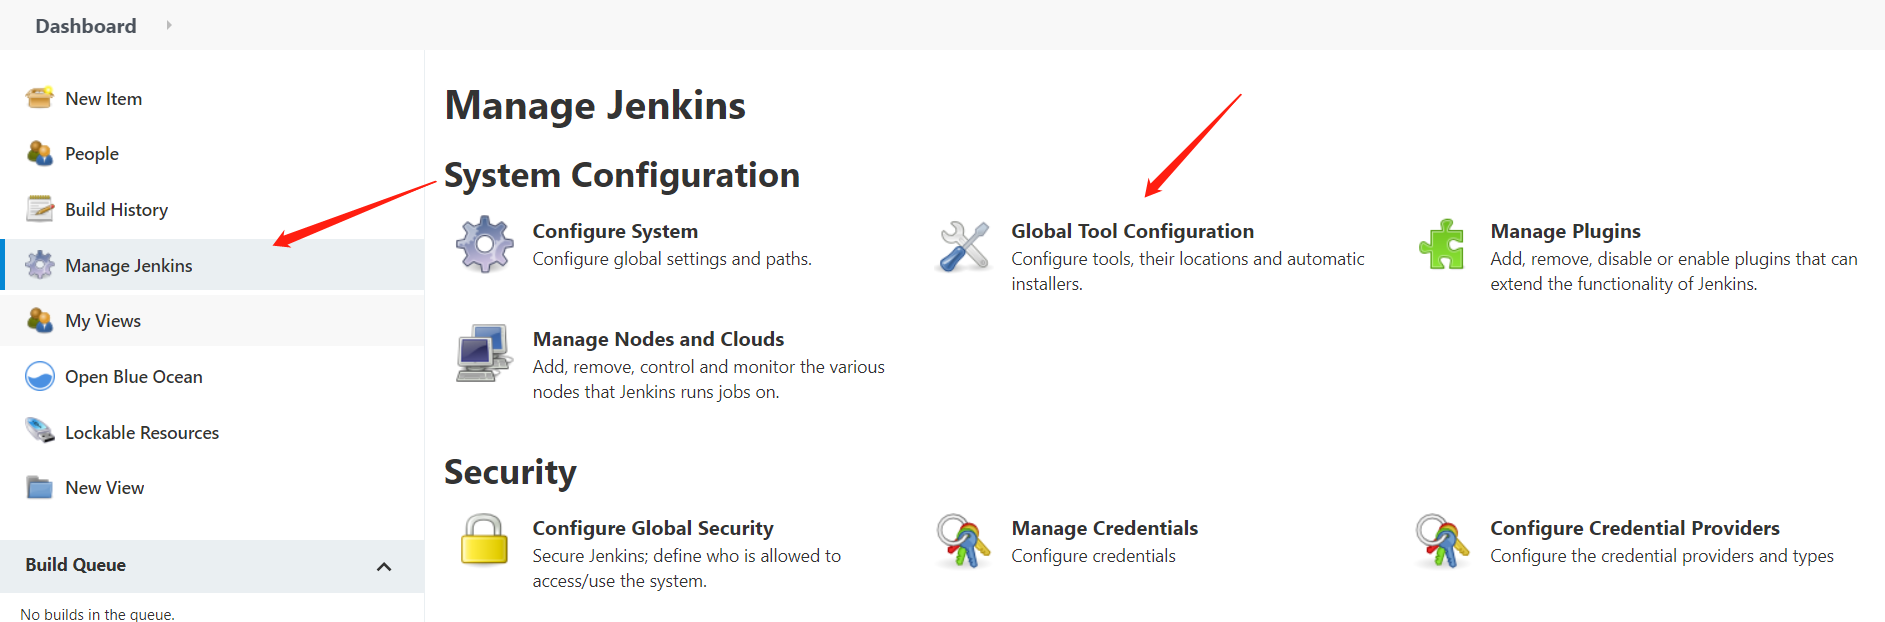 Dashboard
New Item
People
Build History
Manage Jenkins
My Views
Open Blue Ocean
Lockable Resources
New View
Build Queue
No builds in the queue.
Manage Jenkins
System Configuration
Configure System
Configure global settings and paths.
Global Tool Configuration
Configure tools, their locations and automatic
installers.
Manage Plugins
Add, remove, disable or enable plugins that can
extend the functionality of Jenkins.
Manage Nodes and Clouds
Add, remove, control and monitor the various
nodes that Jenkins runs jobs on.
Security
Configure Global Security
Secure Jenkins; define who is allowed to
access/use the system.
Manage Credentials
Configure credentials
Configure Credential Providers
Configure the credential providers and types